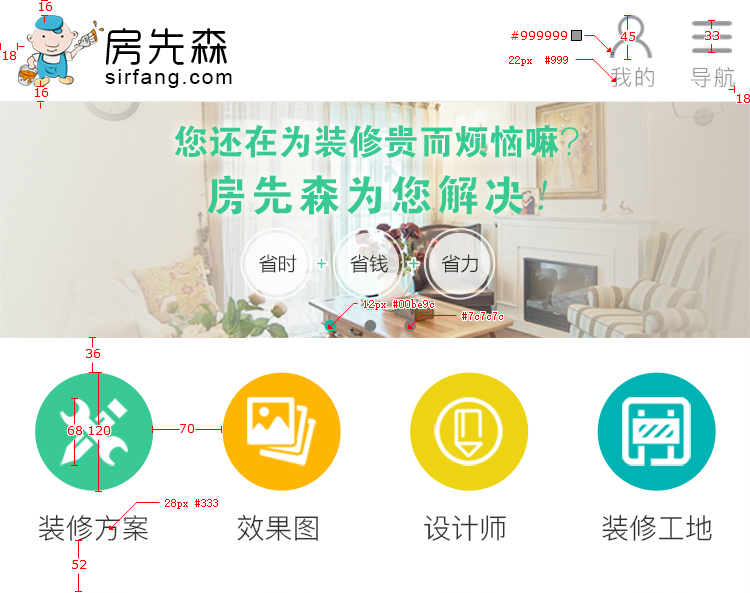 16
18
房先森
sirfang.com
16
#999999
45
33
22px #999
我的
导航
18
您还在为装修贵而烦恼嘛?
房先森为您解决!
省时 + 省钱 + 省力
12px #00be9c
#7c7c7c
36
68
120
70
28px #333
装修方案
效果图
设计师
装修工地
52